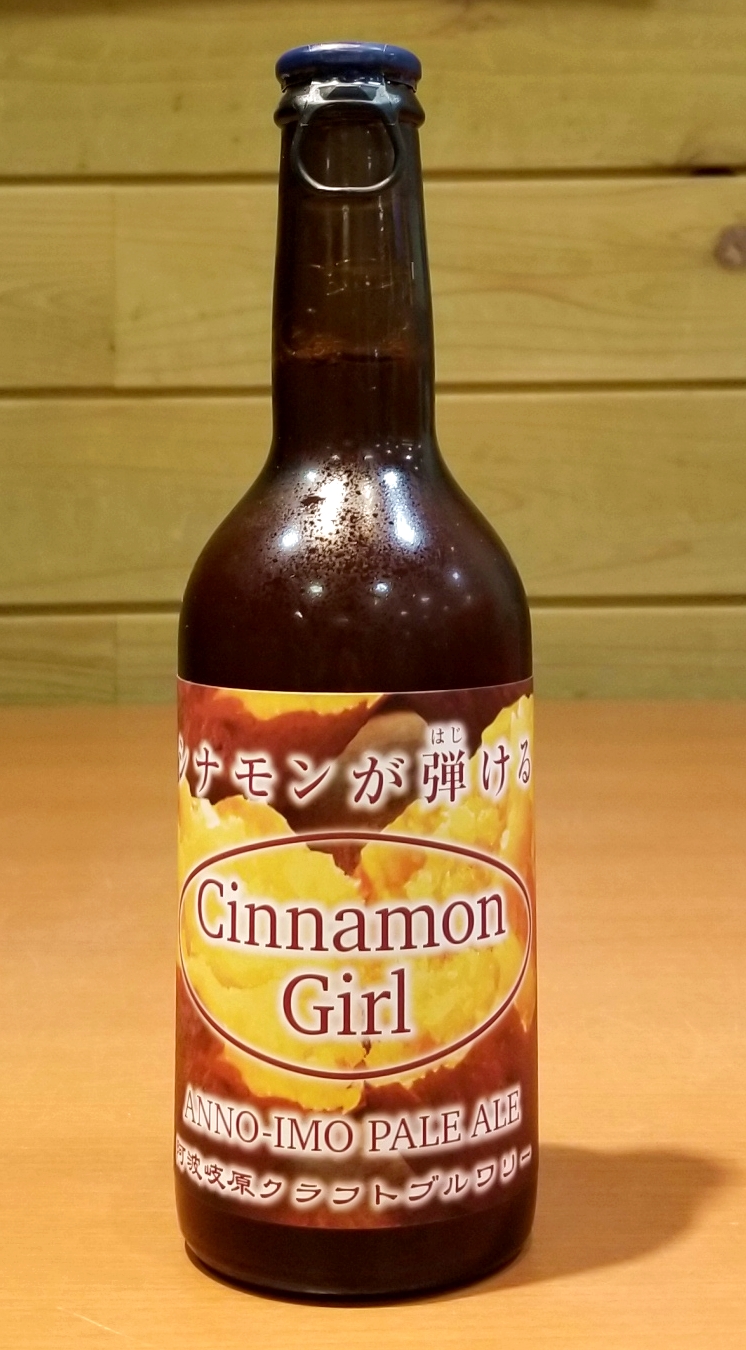 はじ
シナモンが弾ける
Cinnamon
Girl
ANNO-IMO PALE ALE
阿波岐原クラフトブルワリー